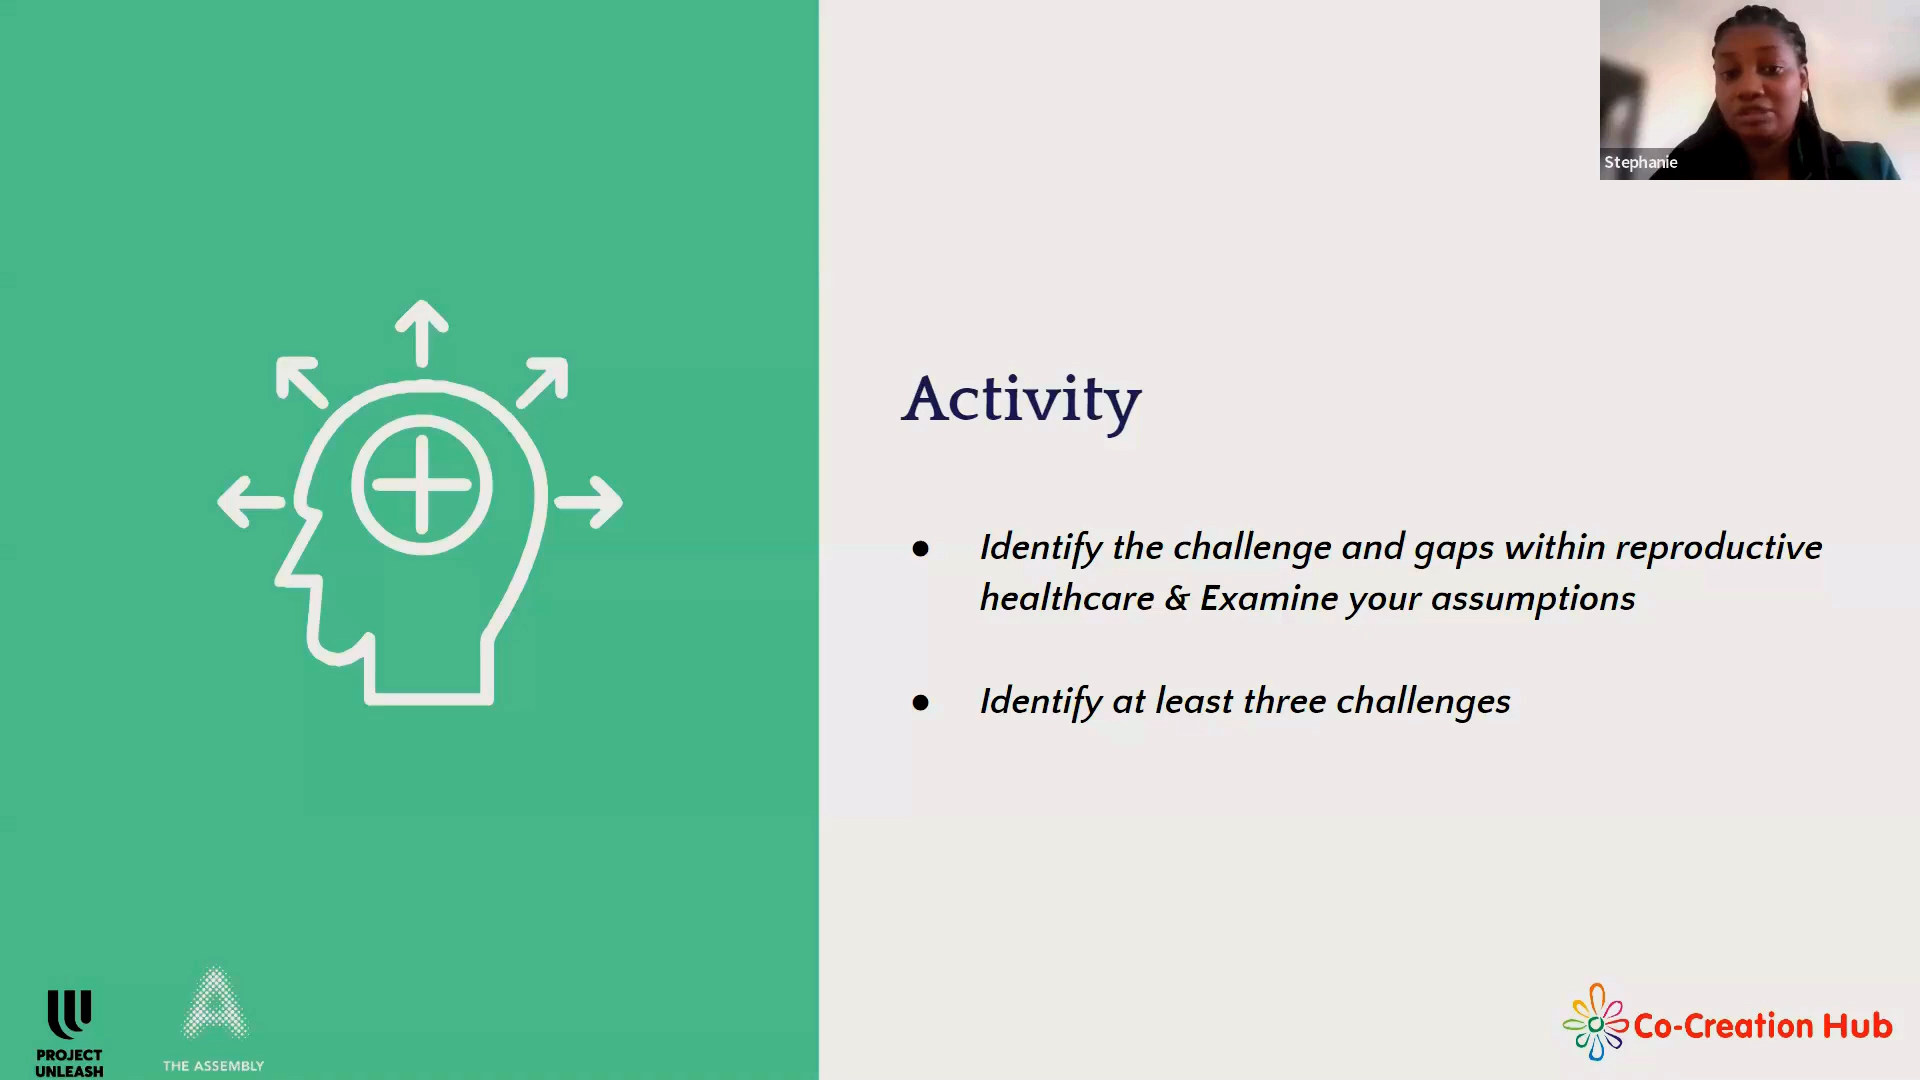 Stephanie
Activity
● Identify the challenge and gaps within reproductive
healthcare & Examine your assumptions
● Identify at least three challenges
PROJECT
UNLEASH
THE ASSEMBLY
Co-Creation Hub